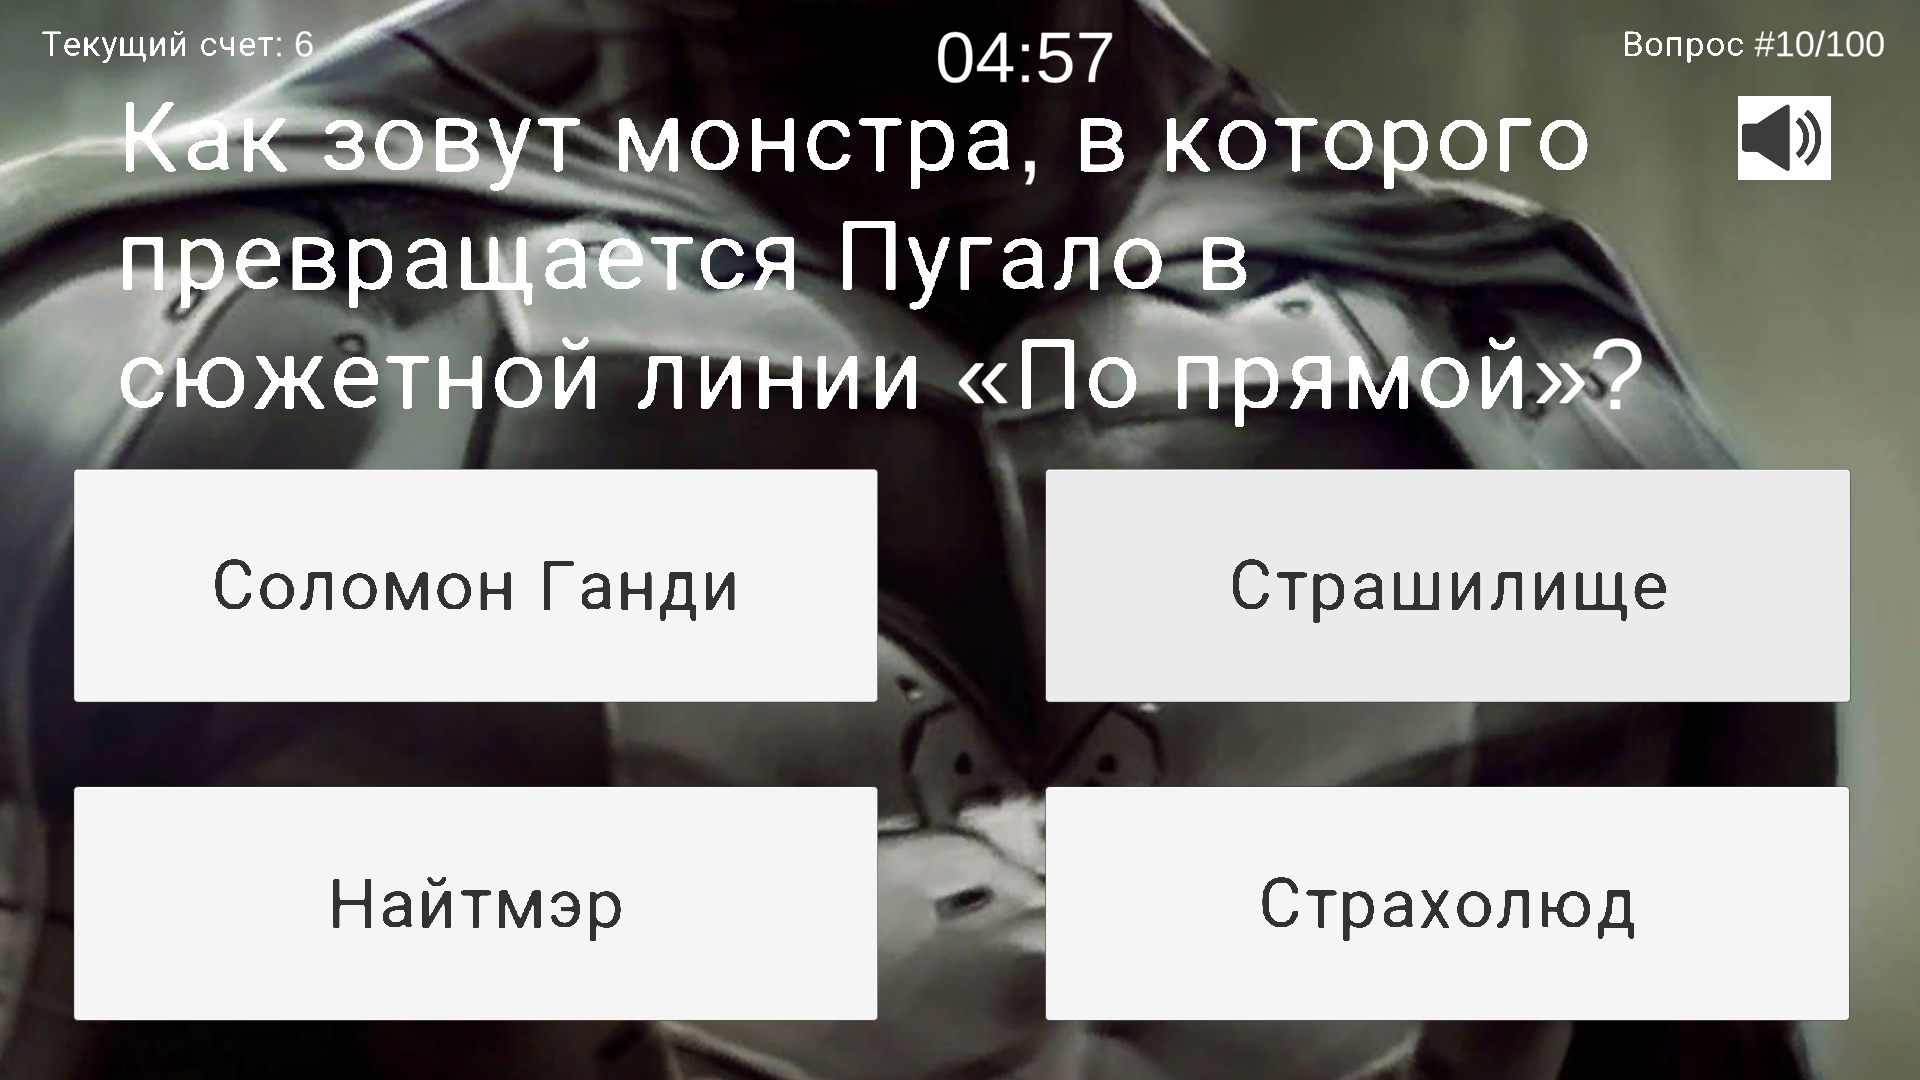 Текущий счет: 6
04:57
Вопрос #10/100
Как зовут монстра, в которого
превращается Пугало в
сюжетной линии «По прямой»?
Соломон Ганди
Страшилище
Найтмэр
Страхолюд